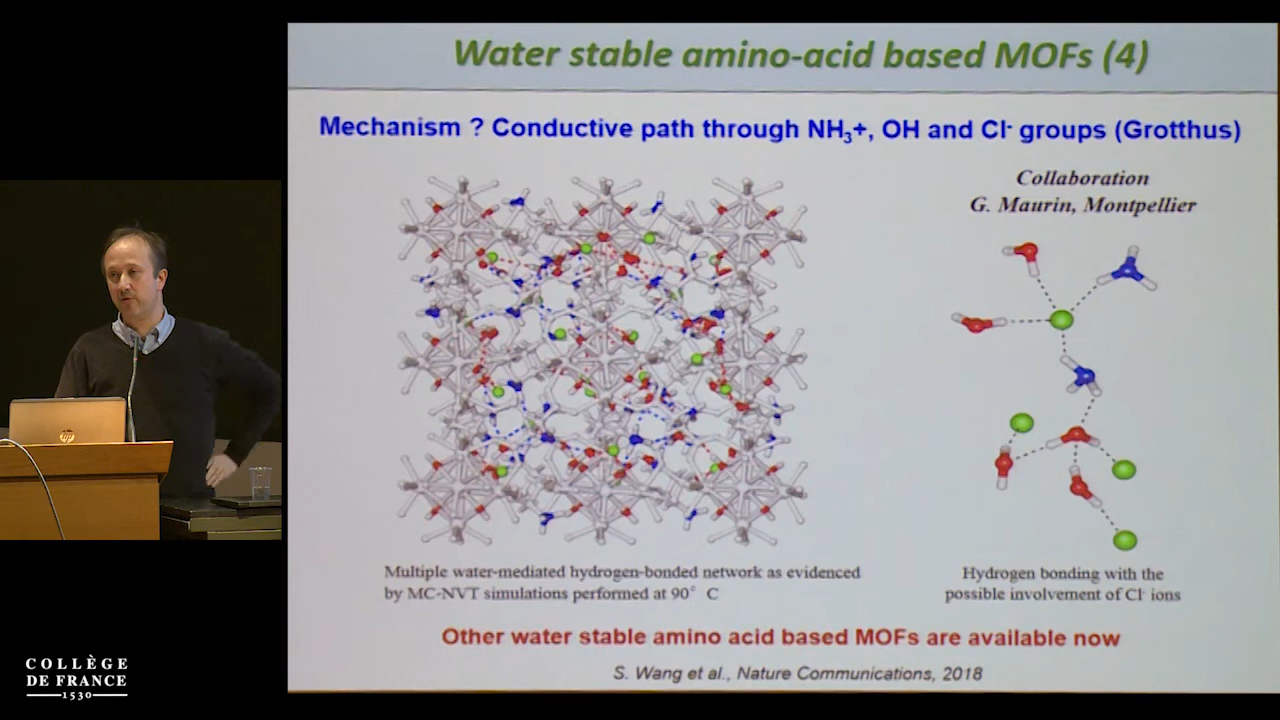 Water stable amino-acid based MOFs (4)
Mechanism ? Conductive path through NH₃+, OH and Cl⁻ groups (Grotthus)
Collaboration
G. Maurin, Montpellier
Multiple water-mediated hydrogen-bonded network as evidenced
by MC-NVT simulations performed at 90° C
Hydrogen bonding with the
possible involvement of Cl⁻ ions
Other water stable amino acid based MOFs are available now
S. Wang et al., Nature Communications, 2018
hp
COLLÈGE
DE FRANCE
1530